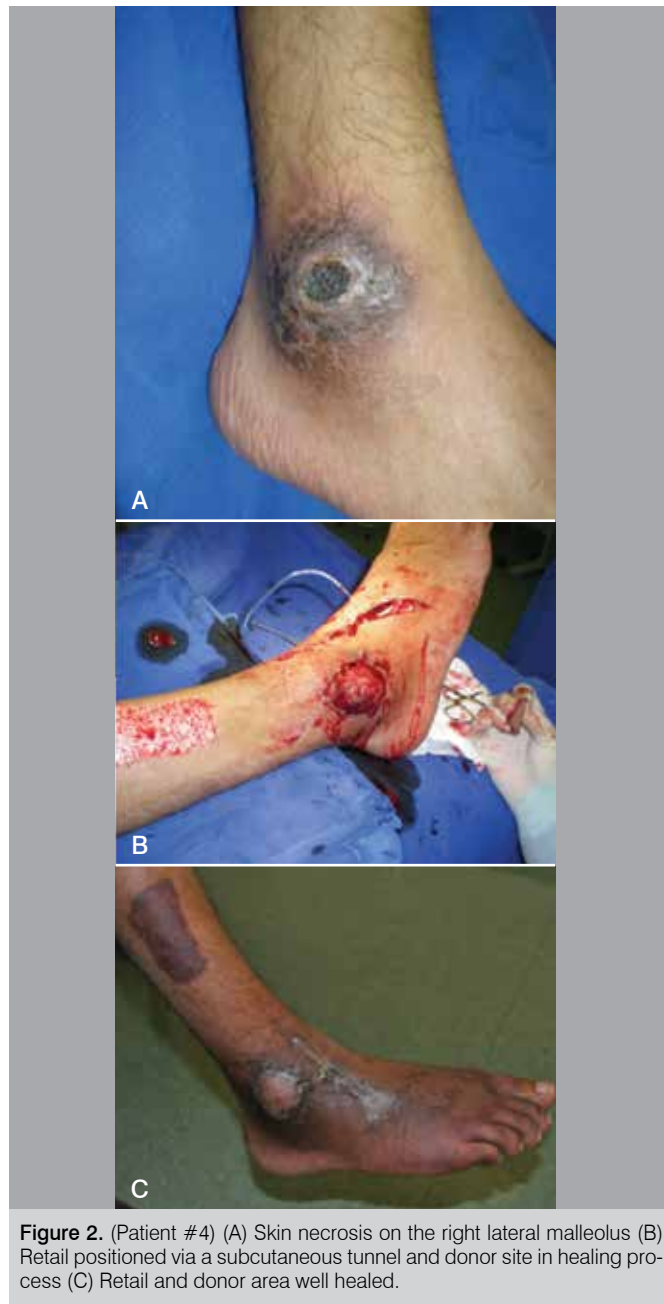 A
B
C
Figure 2. (Patient #4) (A) Skin necrosis on the right lateral malleolus (B)
Retail positioned via a subcutaneous tunnel and donor site in healing pro-
cess (C) Retail and donor area well healed.